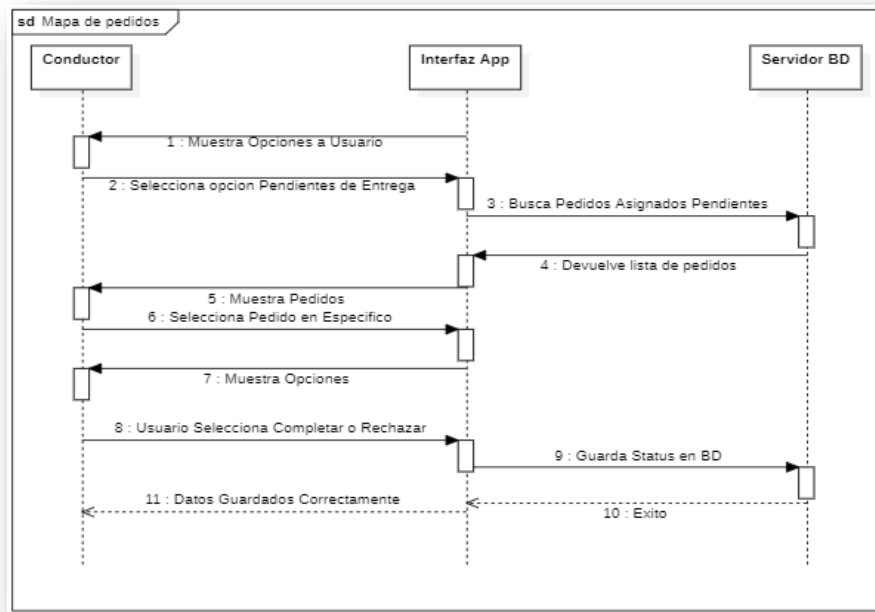 sd Mapa de pedidos
Conductor
Interfaz App
Servidor BD
1 : Muestra Opciones a Usuario
2 : Selecciona opcion Pendientes de Entrega
3 : Busca Pedidos Asignados Pendientes
4 : Devuelve lista de pedidos
5 : Muestra Pedidos
6 : Selecciona Pedido en Especifico
7 : Muestra Opciones
8 : Usuario Selecciona Completar o Rechazar
9 : Guarda Status en BD
10 : Exito
11 : Datos Guardados Correctamente